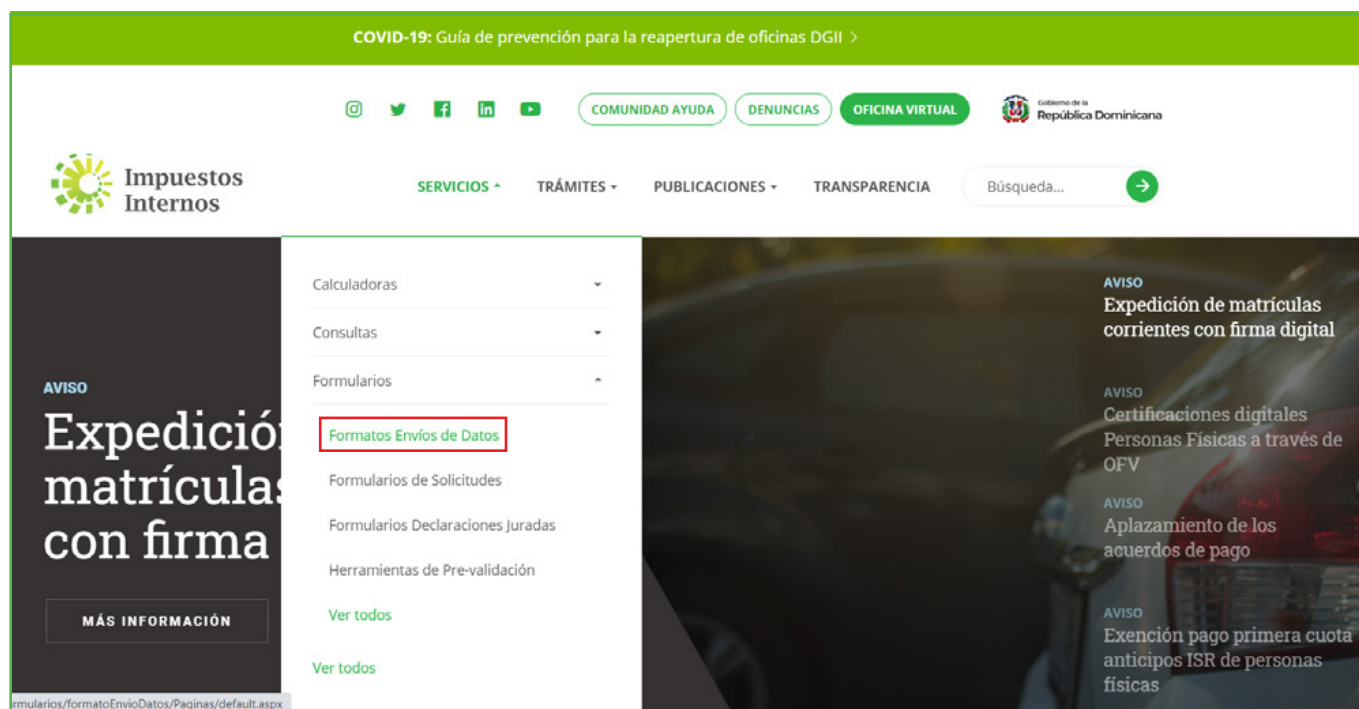 COVID-19: Guía de prevención para la reapertura de oficinas DGII >
COMUNIDAD AYUDA
DENUNCIAS
OFICINA VIRTUAL
Gobierno de la
República Dominicana
Impuestos
Internos
SERVICIOS
TRÁMITES
PUBLICACIONES
TRANSPARENCIA
Búsqueda...
Calculadoras
Consultas
Formularios
Formatos Envíos de Datos
Formularios de Solicitudes
Formularios Declaraciones Juradas
Herramientas de Pre-validación
Ver todos
Ver todos
AVISO
Expedició
matrículas
con firma
MÁS INFORMACIÓN
AVISO
Expedición de matrículas
corrientes con firma digital
AVISO
Certificaciones digitales
Personas Físicas a través de
OFV
AVISO
Aplazamiento de los
acuerdos de pago
AVISO
Exención pago primera cuota
anticipos ISR de personas
físicas
rmularios/formatoEnvioDatos/Paginas/default.aspx